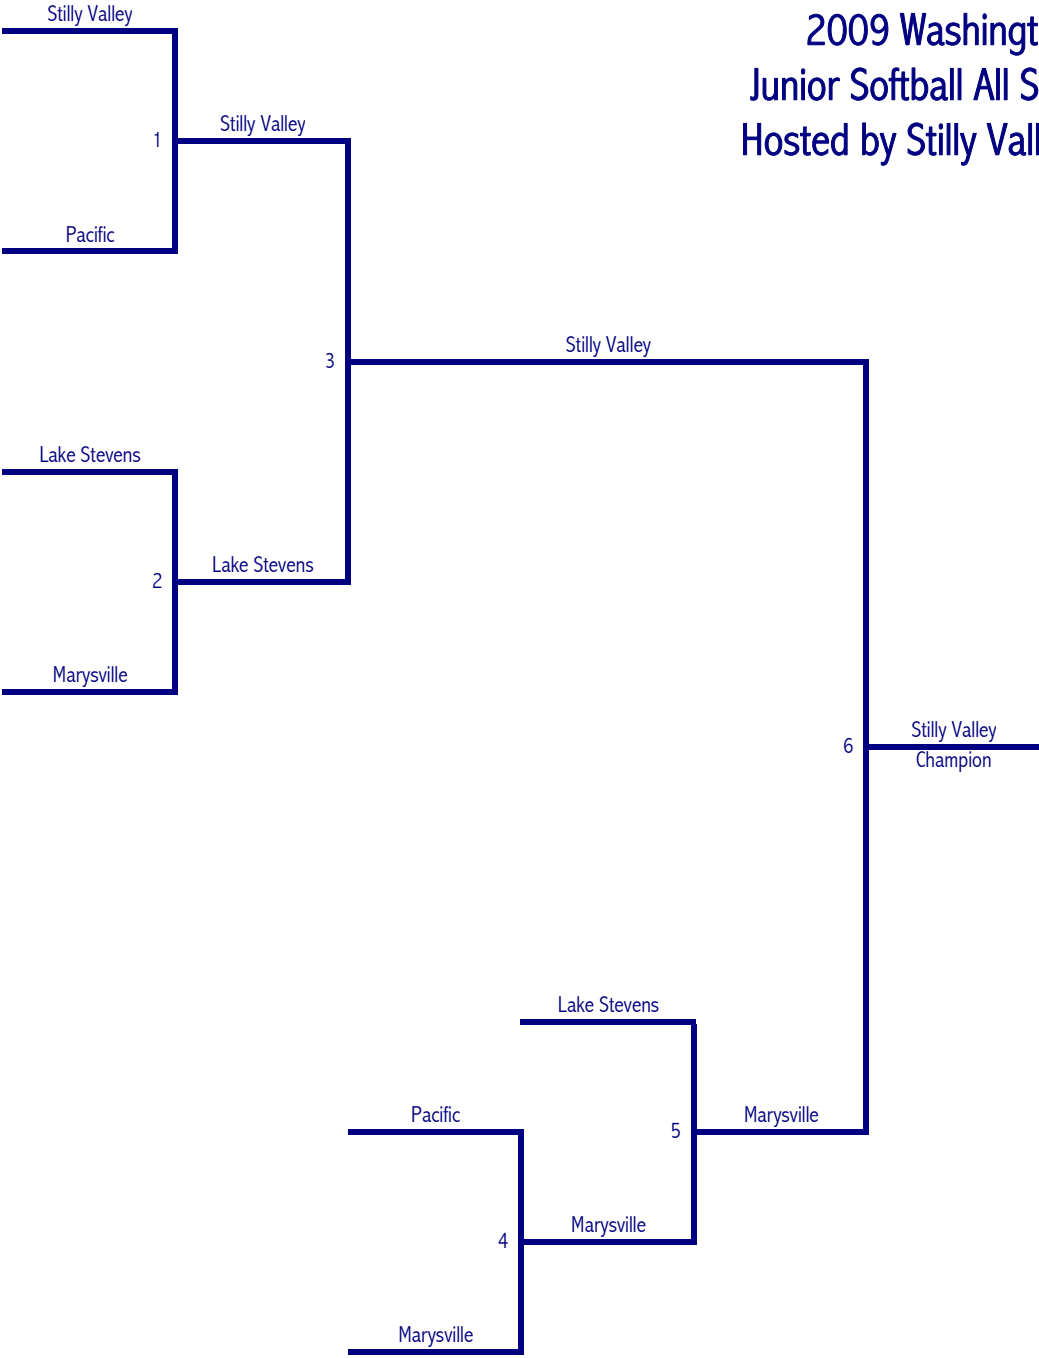 Stilly Valley
2009 Washingt
Junior Softball All S
Hosted by Stilly Vall
1
Stilly Valley
Pacific
Stilly Valley
3
Lake Stevens
2
Lake Stevens
Marysville
Stilly Valley
6
Champion
Lake Stevens
Pacific
5
Marysville
Marysville
4
Marysville